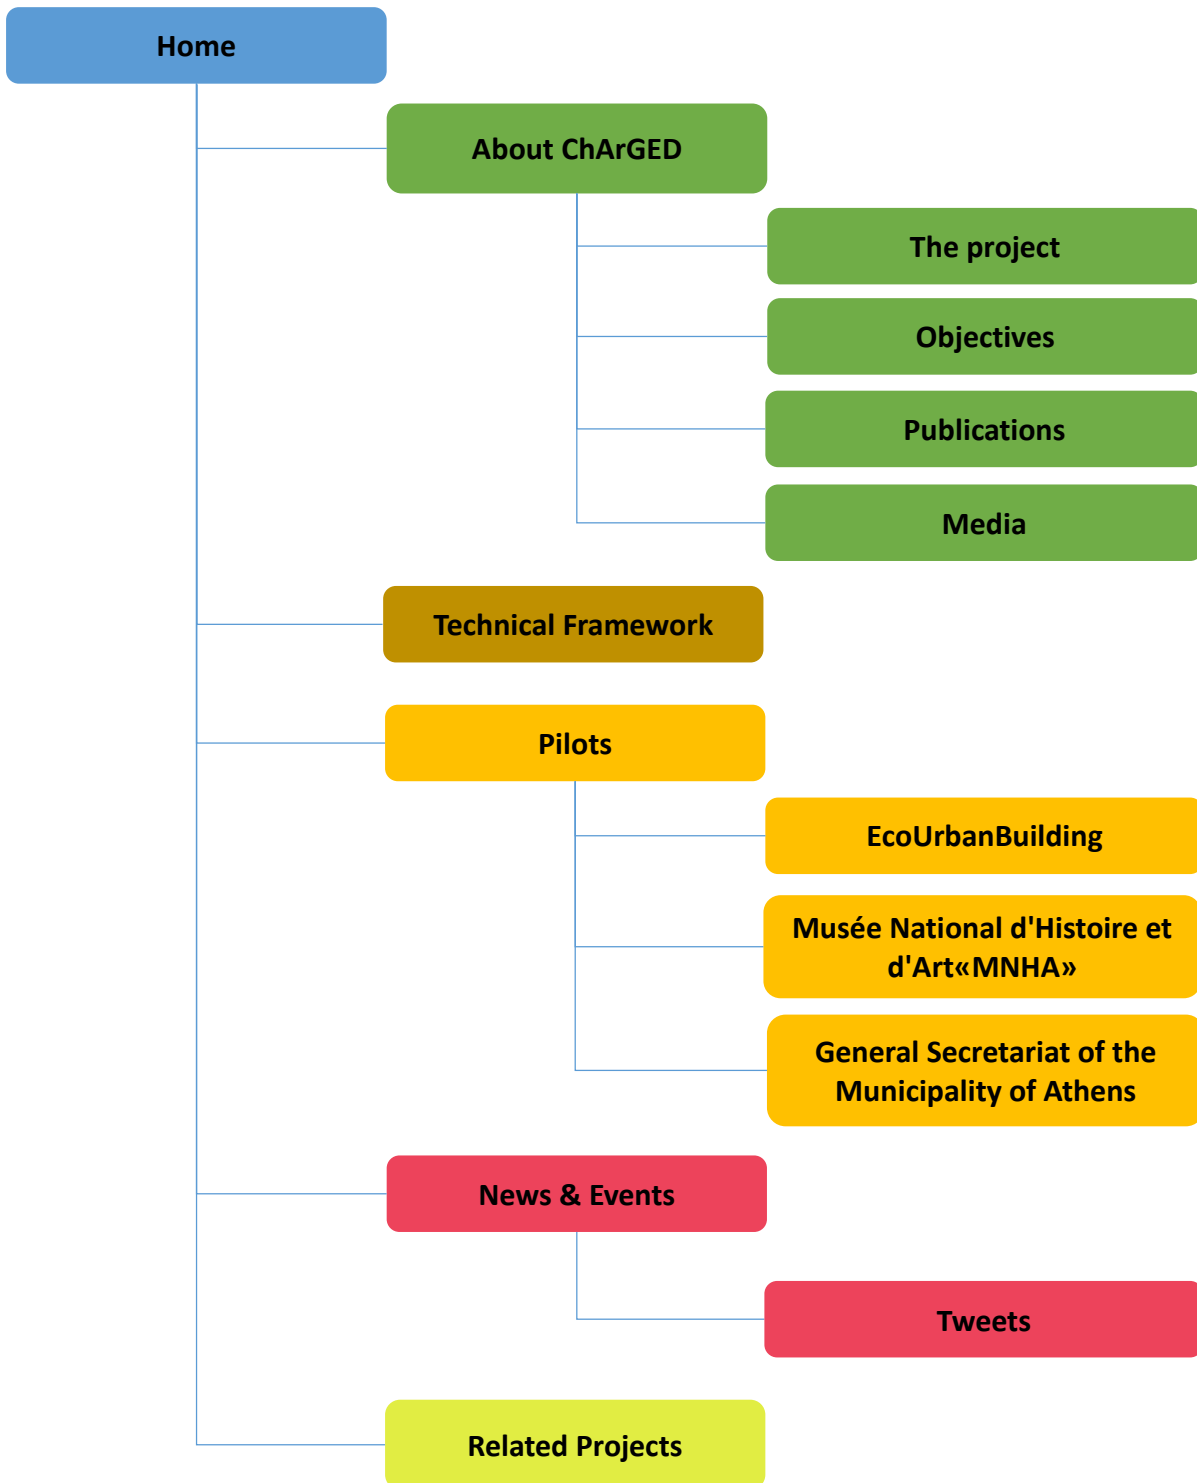 Home
About ChArGED
The project
Objectives
Publications
Media
Technical Framework
Pilots
EcoUrbanBuilding
Musée National d'Histoire et
d'Art«MNHA»
General Secretariat of the
Municipality of Athens
News & Events
Tweets
Related Projects